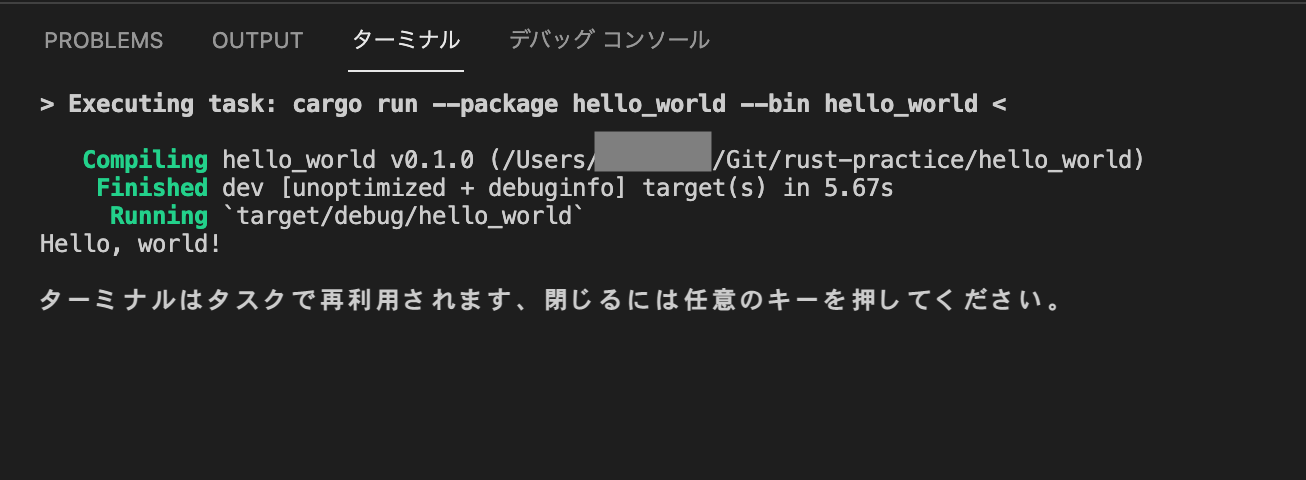 PROBLEMS OUTPUT ターミナル デバッグ コンソール
> Executing task: cargo run --package hello_world --bin hello_world <
Compiling hello_world v0.1.0 (/Users/ /Git/rust-practice/hello_world)
Finished dev [unoptimized + debuginfo] target(s) in 5.67s
Running `target/debug/hello_world`
Hello, world!
ターミナルはタスクで再利用されます、閉じるには任意のキーを押してください。